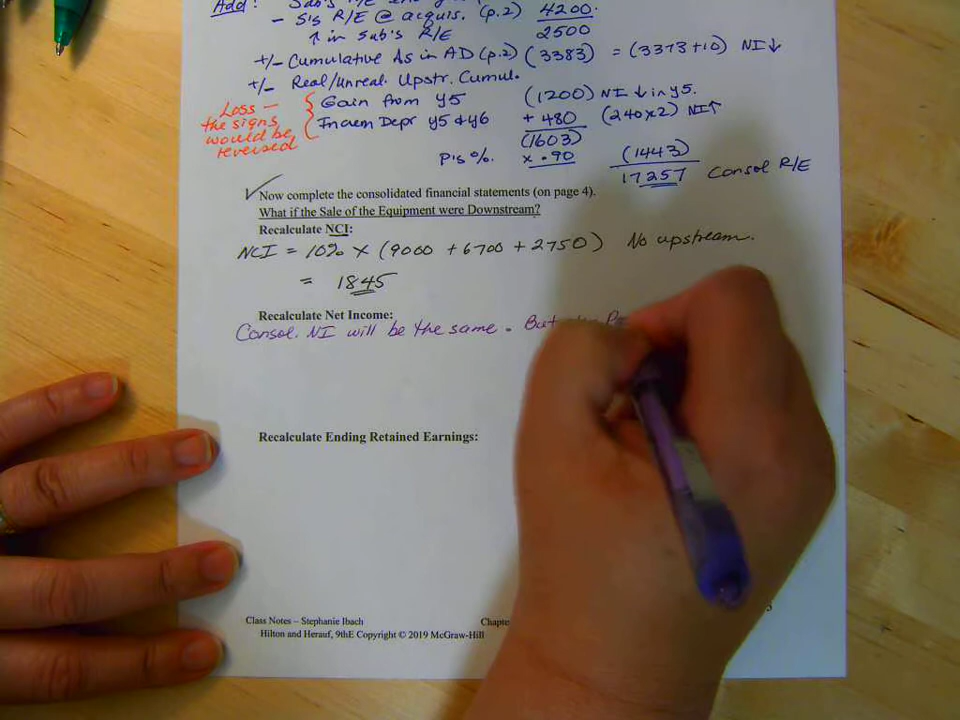 Add: Sub's R/E
- S's R/E @ acquis. (p.2) 4200.
↑ in Sub's R/E 2500
+/- Cumulative Δs in AD (p.2) (3383) = (3373+10) NI↓
+/- Real/Unreal. Upstr. Cumul.
Loss – the signs would be reversed
{ Gain from Y5 (1200) NI ↓ in y5.
Increm Depr y5 & y6 + 480 (240x2) NI↑
(1603)
P's %. x .90 (1443)
17257 Consol R/E
Now complete the consolidated financial statements (on page 4).
What if the Sale of the Equipment were Downstream?
Recalculate NCI:
NCI = 10% x (9000 + 6700 + 2750) No upstream.
= 1845
Recalculate Net Income:
Consol. NI will be the same. But
Recalculate Ending Retained Earnings:
Class Notes – Stephanie Ibach Chapte
Hilton and Herauf, 9thE Copyright © 2019 McGraw-Hill